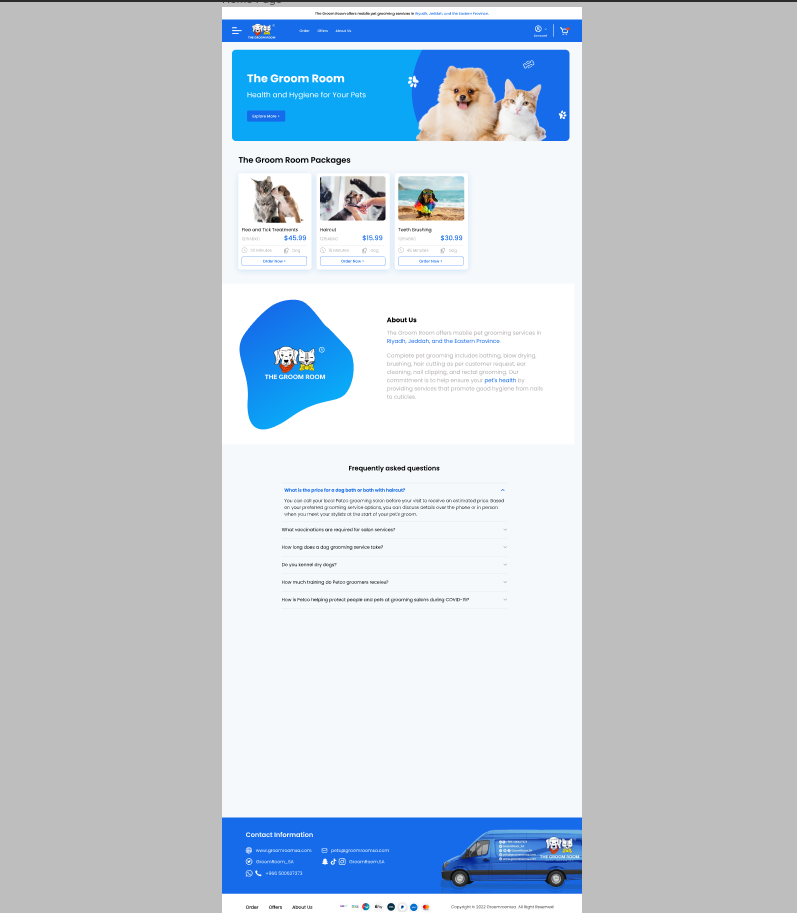 Home Page
The Groom Room offers mobile pet grooming services in Riyadh, Jeddah, and the Eastern Province.
THE GROOM ROOM
Order Offers About Us
Account
The Groom Room
Health and Hygiene for Your Pets
Explore More >
The Groom Room Packages
Flea and Tick Treatments
$45.99
Minutes Dog
Order Now >
Haircut
$15.99
Minutes Dog
Order Now >
Teeth Brushing
$30.99
45 Minutes Dog
Order Now >
THE GROOM ROOM
About Us
The Groom Room offers mobile pet grooming services in
Riyadh, Jeddah, and the Eastern Province.
Complete pet grooming includes bathing, blow drying,
brushing, hair cutting as per customer request, ear
cleaning, nail clipping, and rectal grooming. Our
commitment is to help ensure your pet's health by
providing services that promote good hygiene from nails
to cuticles.
Frequently asked questions
What is the price for a dog bath or bath with haircut?
You can call your local Petco grooming salon before your visit to receive an estimated price. Based
on your preferred grooming service options, you can discuss details over the phone or in person
when you meet your stylists at the start of your pet's groom.
What vaccinations are required for salon services?
How long does a dog grooming service take?
Do you kennel dry dogs?
How much training do Petco groomers receive?
How is Petco helping protect people and pets at grooming salons during COVID-19?
Contact Information
www.groomroomsa.com
pets@groomroomsa.com
GroomRoom_SA
GroomRoom.SA
+966 500627373
THE GROOM ROOM
Order Offers About Us
Copyright © 2022 Groomroomsa. All Right Reserved